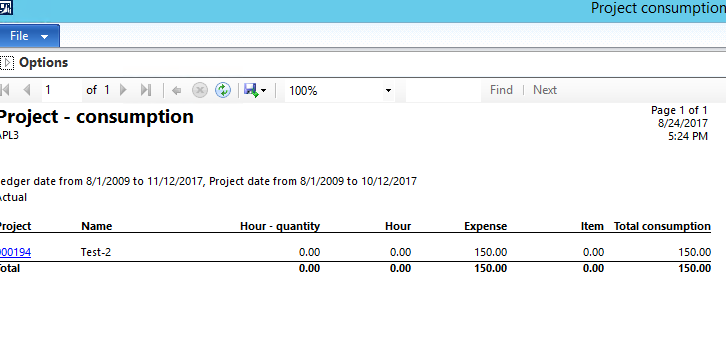 Project consumption
File
Options
1 of 1 100% Find Next
Project - consumption
Page 1 of 1
APL3
8/24/2017
5:24 PM
edger date from 8/1/2009 to 11/12/2017, Project date from 8/1/2009 to 10/12/2017
Actual
Project Name Hour - quantity Hour Expense Item Total consumption
000194 Test-2 0.00 0.00 150.00 0.00 150.00
Total 0.00 0.00 150.00 0.00 150.00